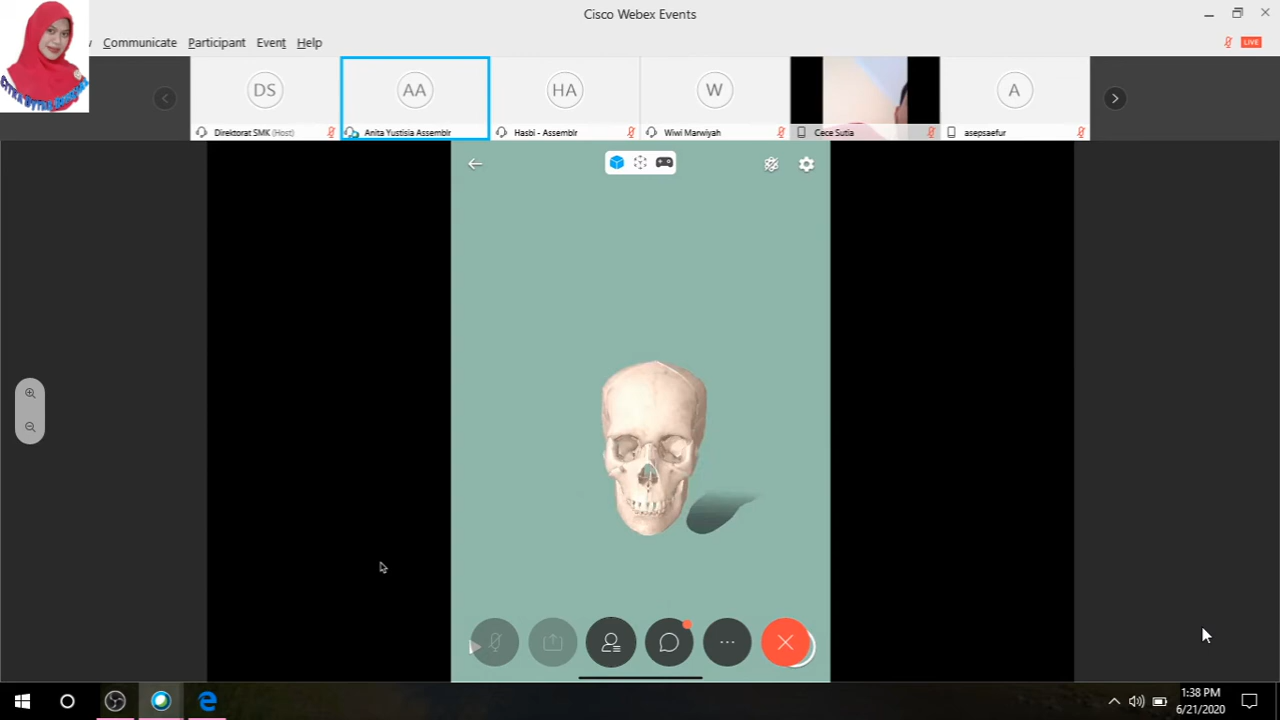 Cisco Webex Events
Communicate Participant Event Help
LIVE
DS AA HA W A
Direktorat SMK (Host) Anita Yustisia Assemblr Hasbi - Assemblr Wiwi Marwiyah Cece Sutia asepsaefur
1:38 PM
6/21/2020